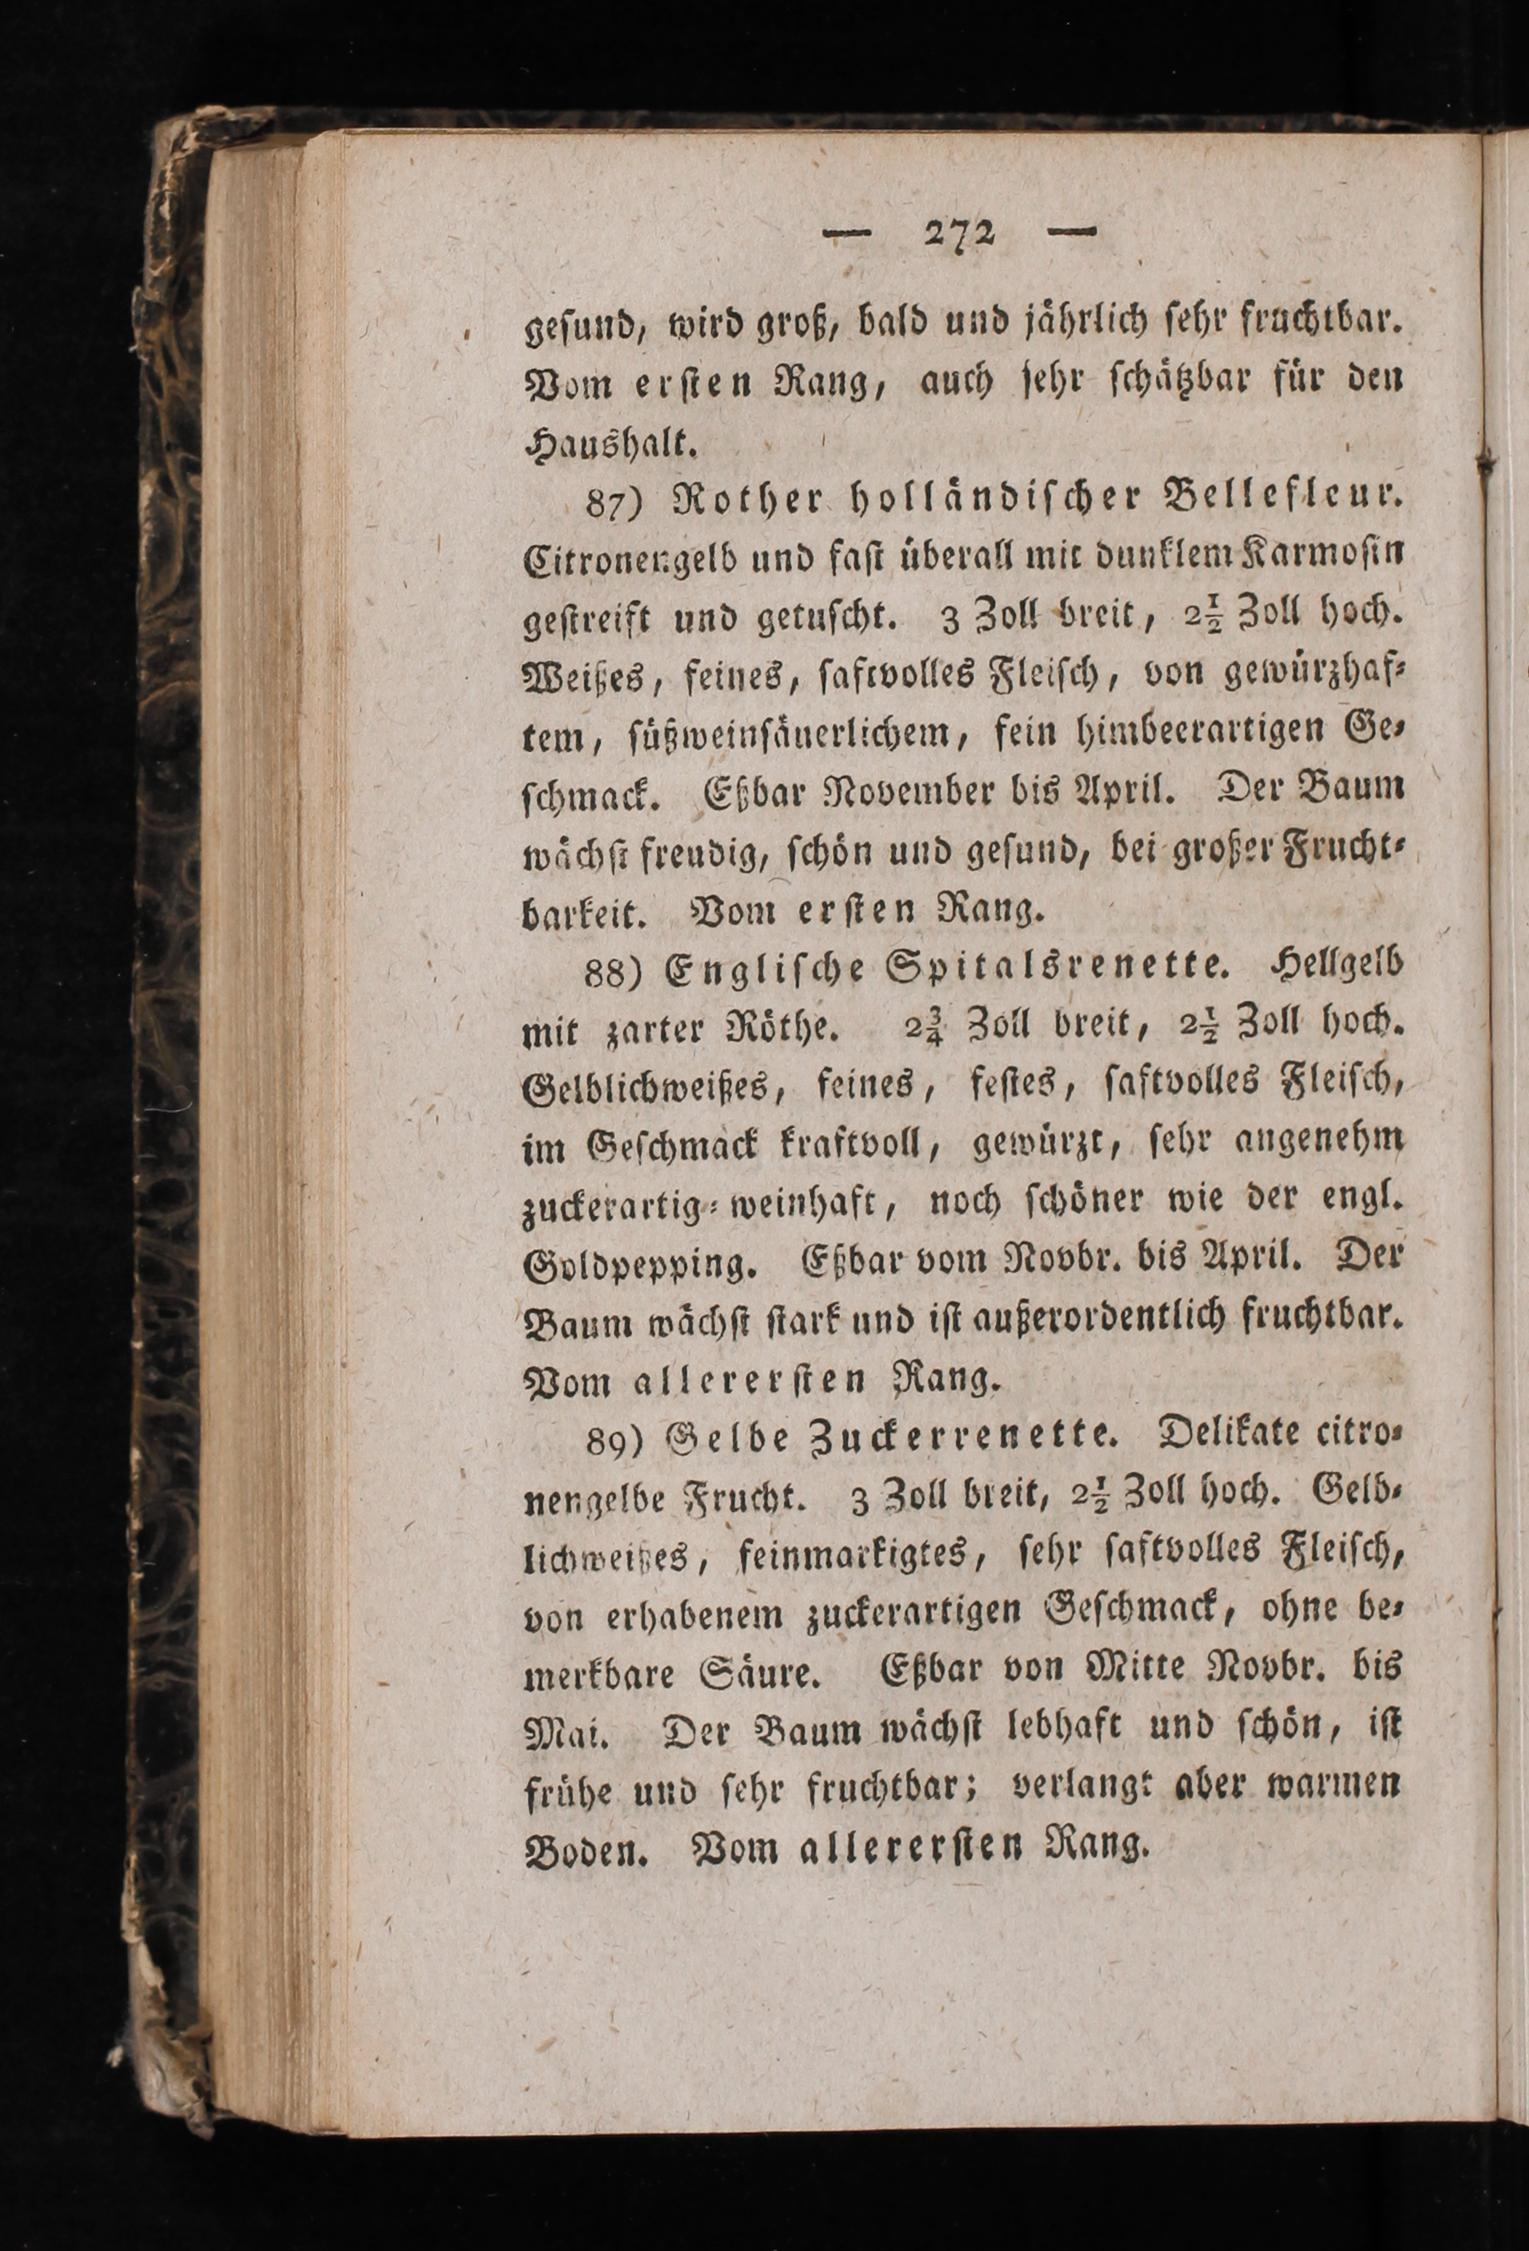 — 272 —
geſund, wird groß, bald und jährlich ſehr fruchtbar.
Vom erſten Rang, auch ſehr ſchätzbar für den
Haushalt.
87) Rother holländiſcher Bellefleur.
Citronengelb und faſt überall mit dunklem Karmoſin
geſtreift und getuſcht. 3 Zoll breit, 2½ Zoll hoch.
Weißes, feines, ſaftvolles Fleiſch, von gewürzhaf⸗
tem, ſüßweinſäuerlichem, fein himbeerartigen Ge⸗
ſchmack. Eßbar November bis April. Der Baum
wächſt freudig, ſchön und geſund, bei großer Frucht⸗
barkeit. Vom erſten Rang.
88) Engliſche Spitalsrenette. Hellgelb
mit zarter Röthe. 2¾ Zoll breit, 2½ Zoll hoch.
Gelblichweißes, feines, feſtes, ſaftvolles Fleiſch,
im Geſchmack kraftvoll, gewürzt, ſehr angenehm
zuckerartig⸗weinhaft, noch ſchöner wie der engl.
Goldpepping. Eßbar vom Novbr. bis April. Der
Baum wächſt ſtark und iſt außerordentlich fruchtbar.
Vom allererſten Rang.
89) Gelbe Zuckerrenette. Delikate citro⸗
nengelbe Frucht. 3 Zoll breit, 2½ Zoll hoch. Gelb⸗
lichweißes, feinmarkigtes, ſehr ſaftvolles Fleiſch,
von erhabenem zuckerartigen Geſchmack, ohne be⸗
merkbare Säure. Eßbar von Mitte Novbr. bis
Mai. Der Baum wächſt lebhaft und ſchön, iſt
frühe und ſehr fruchtbar; verlangt aber warmen
Boden. Vom allererſten Rang.